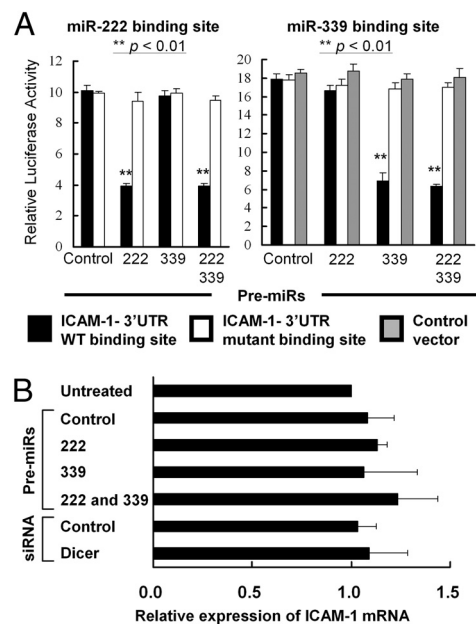 A
miR-222 binding site
miR-339 binding site
** p < 0.01
** p < 0.01
Relative Luciferase Activity
12
10
8
6
4
2
0
20
18
16
14
12
10
8
6
4
2
0
**
**
**
**
Control 222 339 222
339
Control 222 339 222
339
Pre-miRs
ICAM-1- 3'UTR
WT binding site
ICAM-1- 3'UTR
mutant binding site
Control
vector
B
Untreated
Pre-miRs
Control
222
339
222 and 339
siRNA
Control
Dicer
0.0 0.5 1.0 1.5
Relative expression of ICAM-1 mRNA